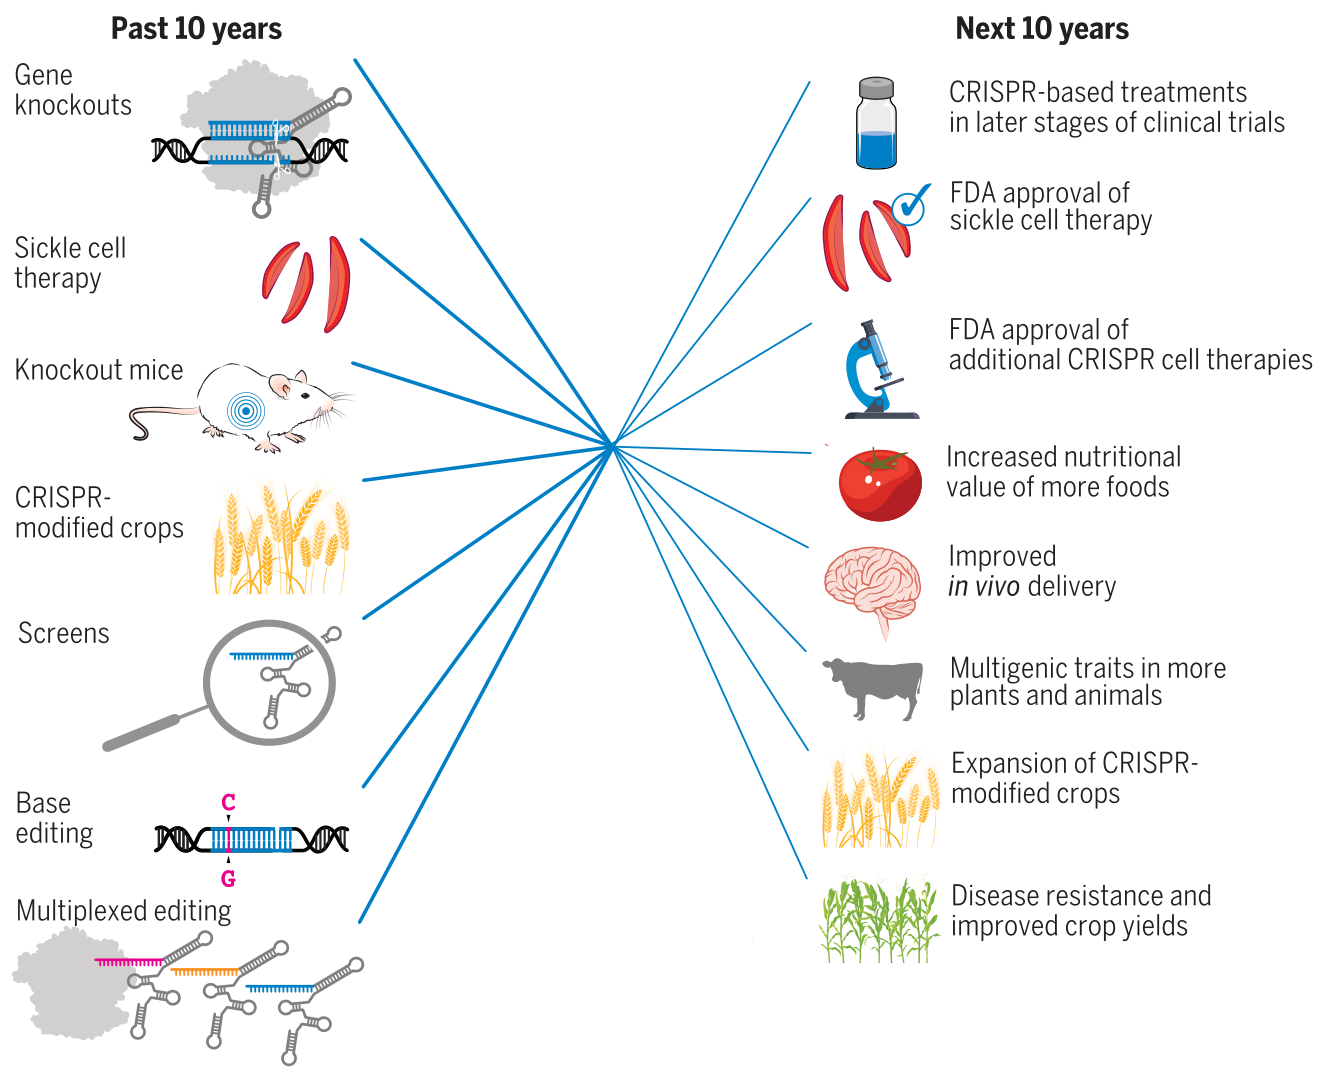 Past 10 years
Gene
knockouts
Sickle cell
therapy
Knockout mice
CRISPR-
modified crops
Screens
Base
editing
C
G
Multiplexed editing
Next 10 years
CRISPR-based treatments
in later stages of clinical trials
FDA approval of
sickle cell therapy
FDA approval of
additional CRISPR cell therapies
Increased nutritional
value of more foods
Improved
in vivo delivery
Multigenic traits in more
plants and animals
Expansion of CRISPR-
modified crops
Disease resistance and
improved crop yields